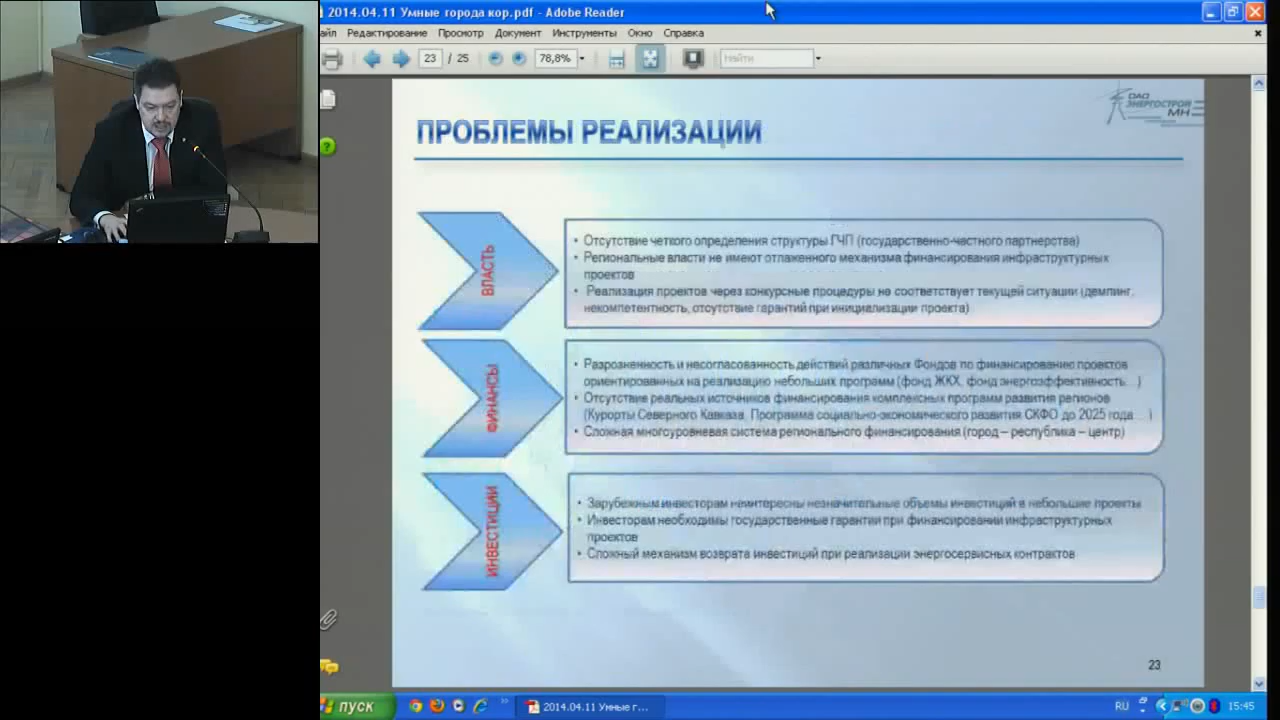 2014.04.11 Умные города кор.pdf - Adobe Reader
айл Редактирование Просмотр Документ Инструменты Окно Справка
23 / 25 78,8% Найти
ОАО
ЭНЕРГОСТРОЙ
МН
ПРОБЛЕМЫ РЕАЛИЗАЦИИ
ВЛАСТЬ
• Отсутствие четкого определения структуры ГЧП (государственно-частного партнерства)
• Региональные власти не имеют отлаженного механизма финансирования инфраструктурных
проектов
• Реализация проектов через конкурсные процедуры не соответствует текущей ситуации (демпинг,
некомпетентность, отсутствие гарантий при инициализации проекта)
ФИНАНСЫ
• Разрозненность и несогласованность действий различных Фондов по финансированию проектов
ориентированных на реализацию небольших программ (фонд ЖКХ, фонд энергоэффективность...)
• Отсутствие реальных источников финансирования комплексных программ развития регионов
(Курорты Северного Кавказа, Программа социально-экономического развития СКФО до 2025 года ... )
• Сложная многоуровневая система регионального финансирования (город – республика – центр)
ИНВЕСТИЦИИ
• Зарубежным инвесторам неинтересны незначительные объемы инвестиций в небольшие проекты
• Инвесторам необходимы государственные гарантии при финансировании инфраструктурных
проектов
• Сложный механизм возврата инвестиций при реализации энергосервисных контрактов
23
пуск 2014.04.11 Умные г... RU 15:45